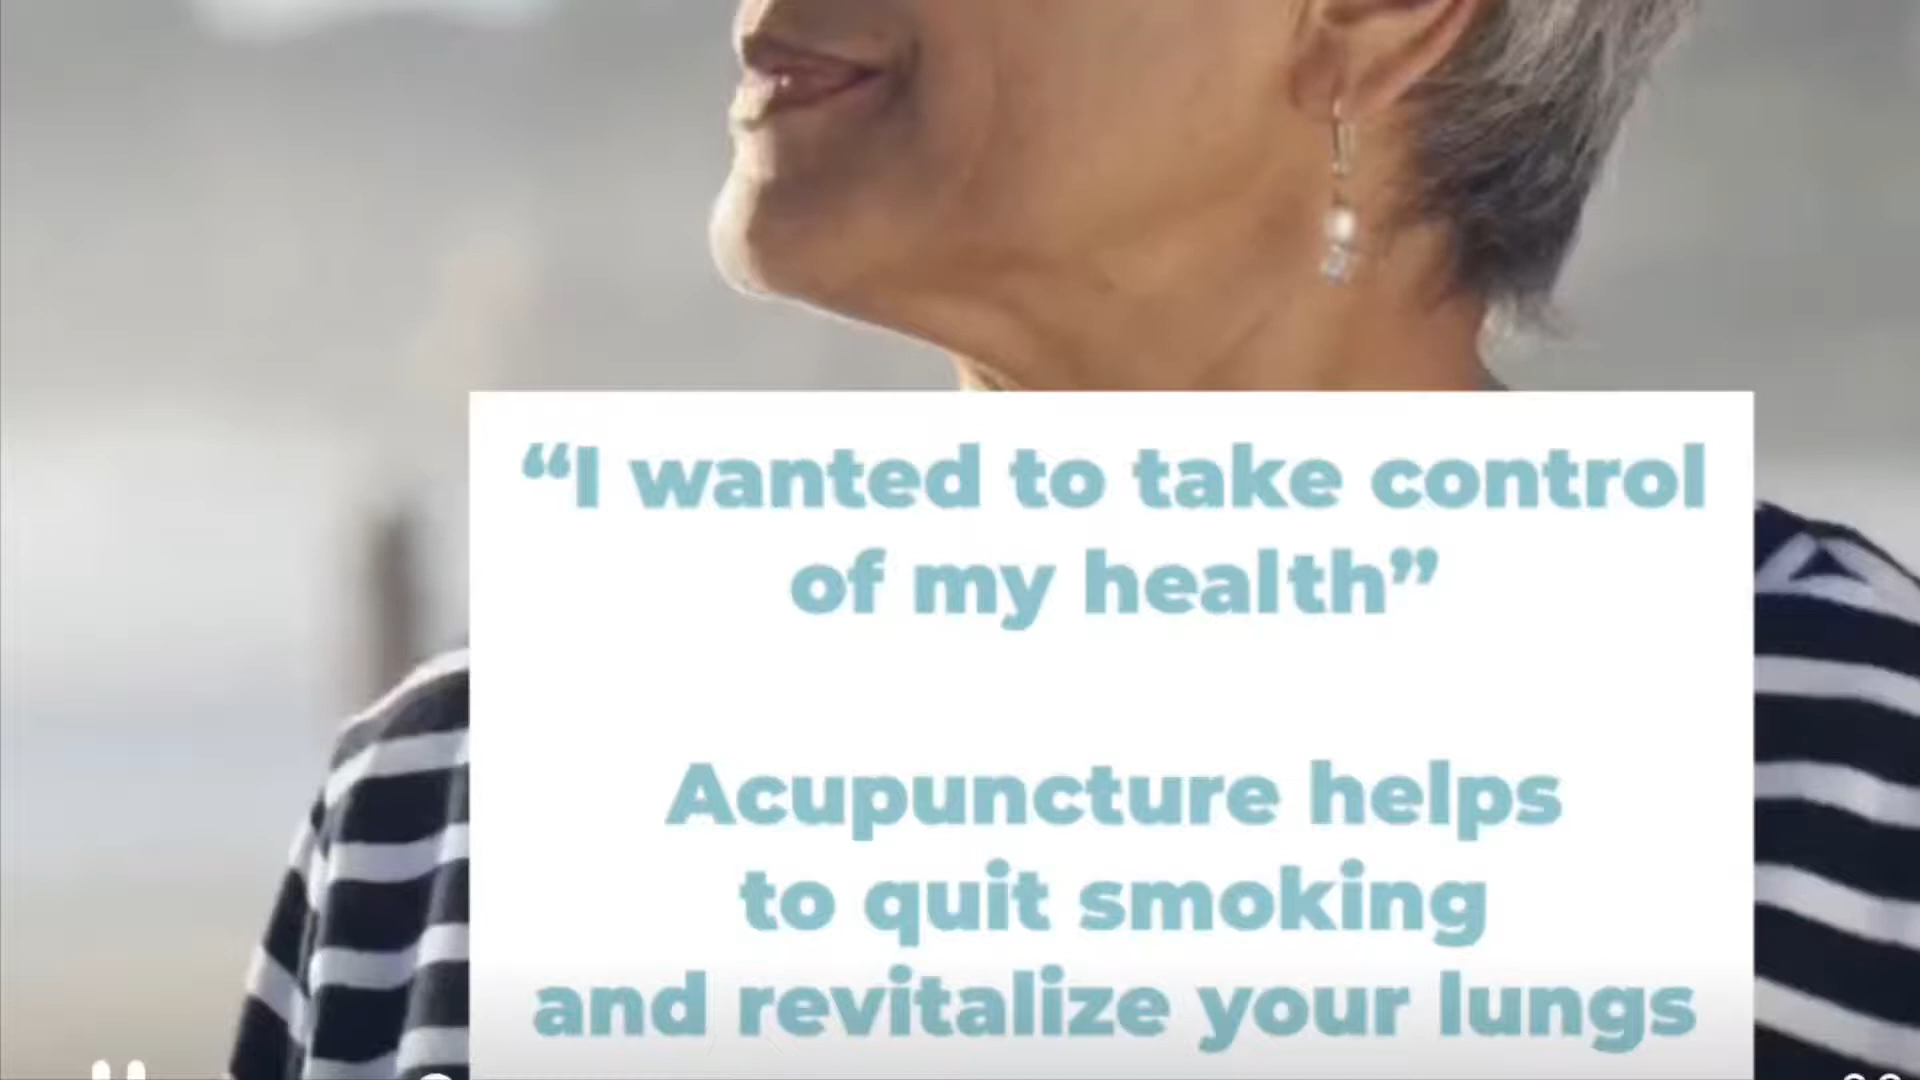 “I wanted to take control
of my health”
Acupuncture helps
to quit smoking
and revitalize your lungs